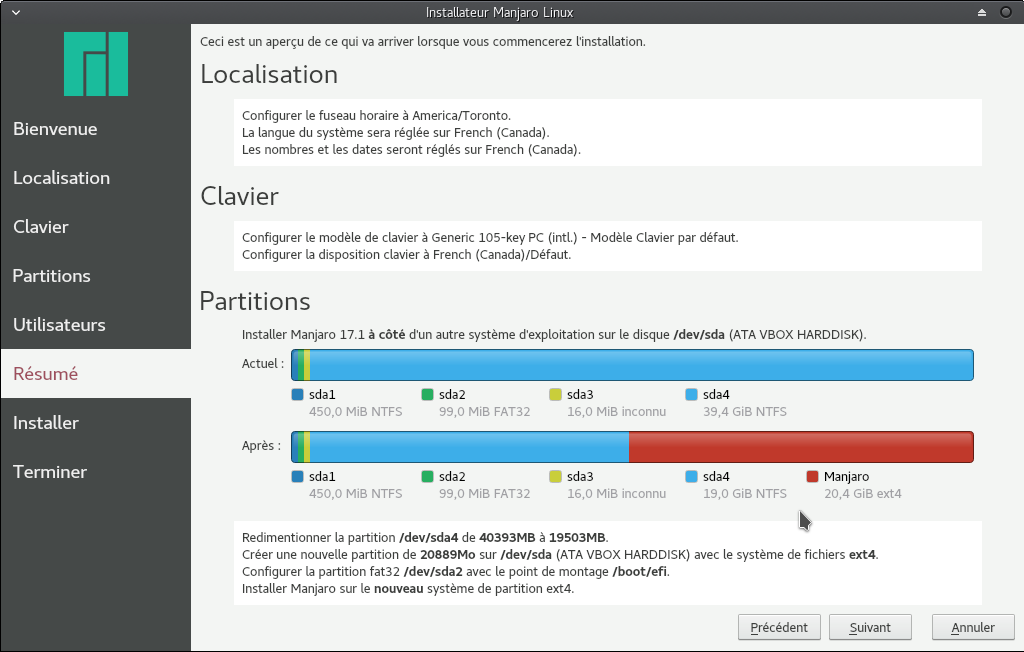 Installateur Manjaro Linux
Bienvenue
Localisation
Clavier
Partitions
Utilisateurs
Résumé
Installer
Terminer
Ceci est un aperçu de ce qui va arriver lorsque vous commencerez l'installation.
Localisation
Configurer le fuseau horaire à America/Toronto.
La langue du système sera réglée sur French (Canada).
Les nombres et les dates seront réglés sur French (Canada).
Clavier
Configurer le modèle de clavier à Generic 105-key PC (intl.) - Modèle Clavier par défaut.
Configurer la disposition clavier à French (Canada)/Défaut.
Partitions
Installer Manjaro 17.1 à côté d'un autre système d'exploitation sur le disque /dev/sda (ATA VBOX HARDDISK).
Actuel :
sda1 sda2 sda3 sda4
450,0 MiB NTFS 99,0 MiB FAT32 16,0 MiB inconnu 39,4 GiB NTFS
Après :
sda1 sda2 sda3 sda4 Manjaro
450,0 MiB NTFS 99,0 MiB FAT32 16,0 MiB inconnu 19,0 GiB NTFS 20,4 GiB ext4
Redimentionner la partition /dev/sda4 de 40393MB à 19503MB.
Créer une nouvelle partition de 20889Mo sur /dev/sda (ATA VBOX HARDDISK) avec le système de fichiers ext4.
Configurer la partition fat32 /dev/sda2 avec le point de montage /boot/efi.
Installer Manjaro sur le nouveau système de partition ext4.
Précédent Suivant Annuler